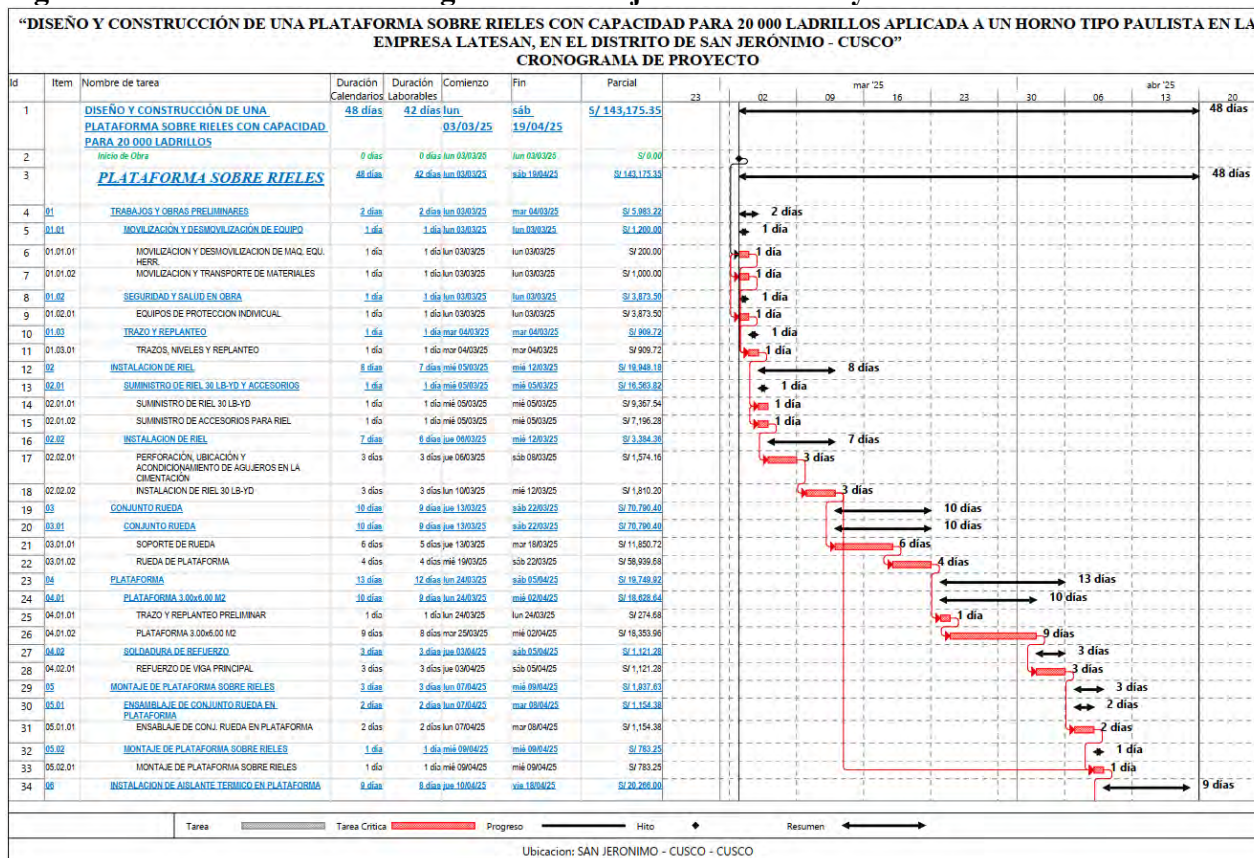 “DISEÑO Y CONSTRUCCIÓN DE UNA PLATAFORMA SOBRE RIELES CON CAPACIDAD PARA 20 000 LADRILLOS APLICADA A UN HORNO TIPO PAULISTA EN LA
EMPRESA LATESAN, EN EL DISTRITO DE SAN JERÓNIMO - CUSCO”
CRONOGRAMA DE PROYECTO
Id Item Nombre de tarea Duración Calendarios Duración Laborables Comienzo Fin Parcial
mar '25 abr '25
23 02 09 16 23 30 06 13 20
1 DISEÑO Y CONSTRUCCIÓN DE UNA 48 días 42 días lun sáb S/ 143,175.35 48 días
PLATAFORMA SOBRE RIELES CON CAPACIDAD 03/03/25 19/04/25
PARA 20 000 LADRILLOS
2 Inicio de Obra 0 días 0 días lun 03/03/25 lun 03/03/25 S/ 0.00
3 PLATAFORMA SOBRE RIELES 48 días 42 días lun 03/03/25 sáb 19/04/25 S/ 143,175.35 48 días
4 01 TRABAJOS Y OBRAS PRELIMINARES 2 días 2 días lun 03/03/25 mar 04/03/25 S/ 5,983.22 2 días
5 01.01 MOVILIZACIÓN Y DESMOVILIZACIÓN DE EQUIPO 1 día 1 día lun 03/03/25 lun 03/03/25 S/ 1,200.00 1 día
6 01.01.01 MOVILIZACION Y DESMOVILIZACION DE MAQ. EQU. 1 día 1 día lun 03/03/25 lun 03/03/25 S/ 200.00 1 día
HERR.
7 01.01.02 MOVILIZACION Y TRANSPORTE DE MATERIALES 1 día 1 día lun 03/03/25 lun 03/03/25 S/ 1,000.00 1 día
8 01.02 SEGURIDAD Y SALUD EN OBRA 1 día 1 día lun 03/03/25 lun 03/03/25 S/ 3,873.50 1 día
9 01.02.01 EQUIPOS DE PROTECCION INDIVICUAL 1 día 1 día lun 03/03/25 lun 03/03/25 S/ 3,873.50 1 día
10 01.03 TRAZO Y REPLANTEO 1 día 1 día mar 04/03/25 mar 04/03/25 S/ 909.72 1 día
11 01.03.01 TRAZOS, NIVELES Y REPLANTEO 1 día 1 día mar 04/03/25 mar 04/03/25 S/ 909.72 1 día
12 02 INSTALACION DE RIEL 8 días 7 días mié 05/03/25 mié 12/03/25 S/ 19,948.18 8 días
13 02.01 SUMINISTRO DE RIEL 30 LB-YD Y ACCESORIOS 1 día 1 día mié 05/03/25 mié 05/03/25 S/ 16,563.82 1 día
14 02.01.01 SUMINISTRO DE RIEL 30 LB-YD 1 día 1 día mié 05/03/25 mié 05/03/25 S/ 9,367.54 1 día
15 02.01.02 SUMINISTRO DE ACCESORIOS PARA RIEL 1 día 1 día mié 05/03/25 mié 05/03/25 S/ 7,196.28 1 día
16 02.02 INSTALACION DE RIEL 7 días 6 días jue 06/03/25 mié 12/03/25 S/ 3,384.36 7 días
17 02.02.01 PERFORACIÓN, UBICACIÓN Y 3 días 3 días jue 06/03/25 sáb 08/03/25 S/ 1,574.16 3 días
ACONDICIONAMIENTO DE AGUJEROS EN LA
CIMENTACIÓN
18 02.02.02 INSTALACION DE RIEL 30 LB-YD 3 días 3 días lun 10/03/25 mié 12/03/25 S/ 1,810.20 3 días
19 03 CONJUNTO RUEDA 10 días 9 días jue 13/03/25 sáb 22/03/25 S/ 70,790.40 10 días
20 03.01 CONJUNTO RUEDA 10 días 9 días jue 13/03/25 sáb 22/03/25 S/ 70,790.40 10 días
21 03.01.01 SOPORTE DE RUEDA 6 días 5 días jue 13/03/25 mar 18/03/25 S/ 11,850.72 6 días
22 03.01.02 RUEDA DE PLATAFORMA 4 días 4 días mié 19/03/25 sáb 22/03/25 S/ 58,939.68 4 días
23 04 PLATAFORMA 13 días 12 días lun 24/03/25 sáb 05/04/25 S/ 19,749.92 13 días
24 04.01 PLATAFORMA 3.00x6.00 M2 10 días 9 días lun 24/03/25 mié 02/04/25 S/ 18,628.64 10 días
25 04.01.01 TRAZO Y REPLANTEO PRELIMINAR 1 día 1 día lun 24/03/25 lun 24/03/25 S/ 274.68 1 día
26 04.01.02 PLATAFORMA 3.00x6.00 M2 9 días 8 días mar 25/03/25 mié 02/04/25 S/ 18,353.96 9 días
27 04.02 SOLDADURA DE REFUERZO 3 días 3 días jue 03/04/25 sáb 05/04/25 S/ 1,121.28 3 días
28 04.02.01 REFUERZO DE VIGA PRINCIPAL 3 días 3 días jue 03/04/25 sáb 05/04/25 S/ 1,121.28 3 días
29 05 MONTAJE DE PLATAFORMA SOBRE RIELES 3 días 3 días lun 07/04/25 mié 09/04/25 S/ 1,937.63 3 días
30 05.01 ENSAMBLAJE DE CONJUNTO RUEDA EN 2 días 2 días lun 07/04/25 mar 08/04/25 S/ 1,154.38 2 días
PLATAFORMA
31 05.01.01 ENSABLAJE DE CONJ. RUEDA EN PLATAFORMA 2 días 2 días lun 07/04/25 mar 08/04/25 S/ 1,154.38 2 días
32 05.02 MONTAJE DE PLATAFORMA SOBRE RIELES 1 día 1 día mié 09/04/25 mié 09/04/25 S/ 783.25 1 día
33 05.02.01 MONTAJE DE PLATAFORMA SOBRE RIELES 1 día 1 día mié 09/04/25 mié 09/04/25 S/ 783.25 1 día
34 06 INSTALACION DE AISLANTE TERMICO EN PLATAFORMA 9 días 8 días jue 10/04/25 vie 18/04/25 S/ 20,266.00 9 días
Tarea Tarea Critica Progreso Hito Resumen
Ubicacion: SAN JERONIMO - CUSCO - CUSCO